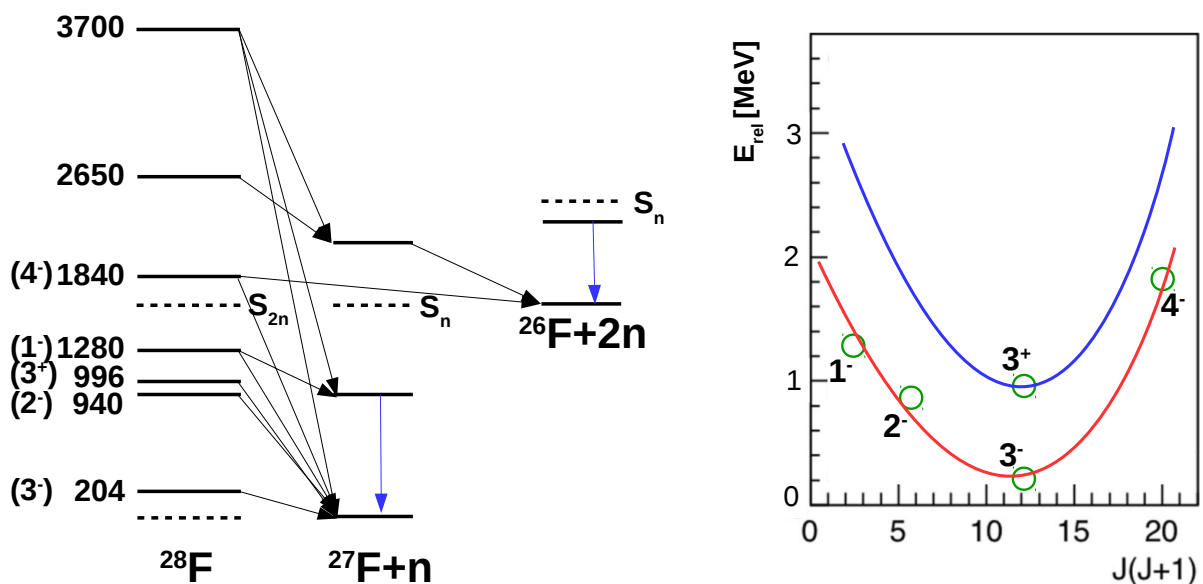 3700
2650
(4-) 1840
S2n
(1-) 1280
(3+) 996
(2-) 940
(3-) 204
28F
Sn
27F+n
Sn
26F+2n
Erel [MeV]
3
2
1
0
0 5 10 15 20
J(J+1)
1-
2-
3+
3-
4-